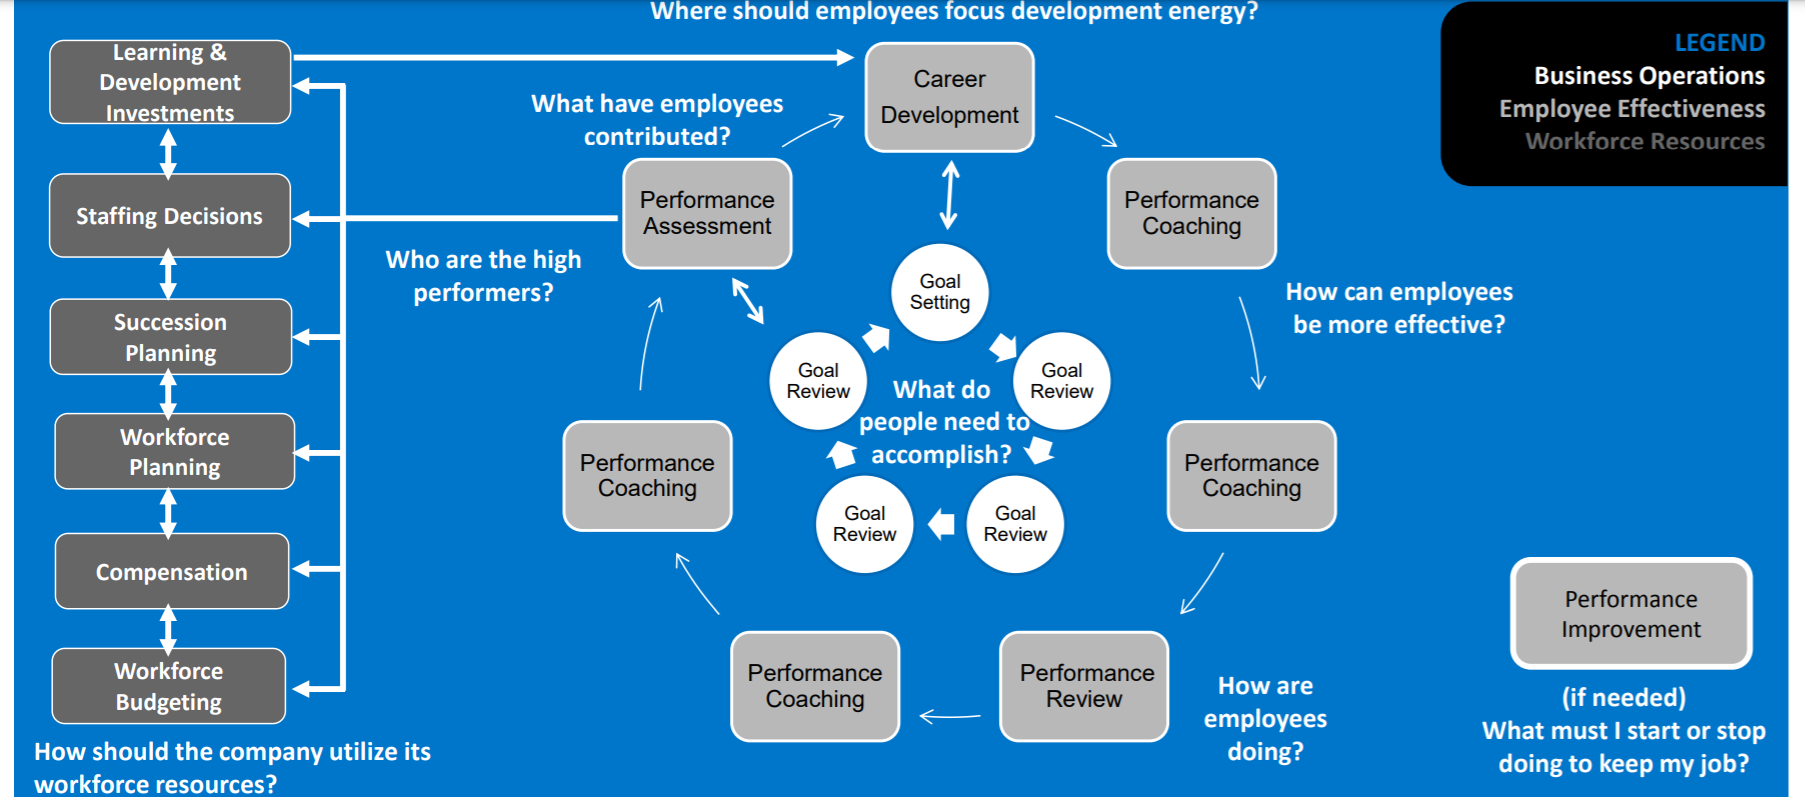 Where should employees focus development energy?
LEGEND
Business Operations
Employee Effectiveness
Workforce Resources
Learning &
Development
Investments
Staffing Decisions
Succession
Planning
Workforce
Planning
Compensation
Workforce
Budgeting
How should the company utilize its
workforce resources?
What have employees
contributed?
Who are the high
performers?
Career
Development
Performance
Assessment
Performance
Coaching
How can employees
be more effective?
Performance
Coaching
Performance
Review
How are
employees
doing?
Performance
Coaching
Performance
Coaching
Goal
Setting
Goal
Review
Goal
Review
Goal
Review
Goal
Review
What do
people need to
accomplish?
Performance
Improvement
(if needed)
What must I start or stop
doing to keep my job?